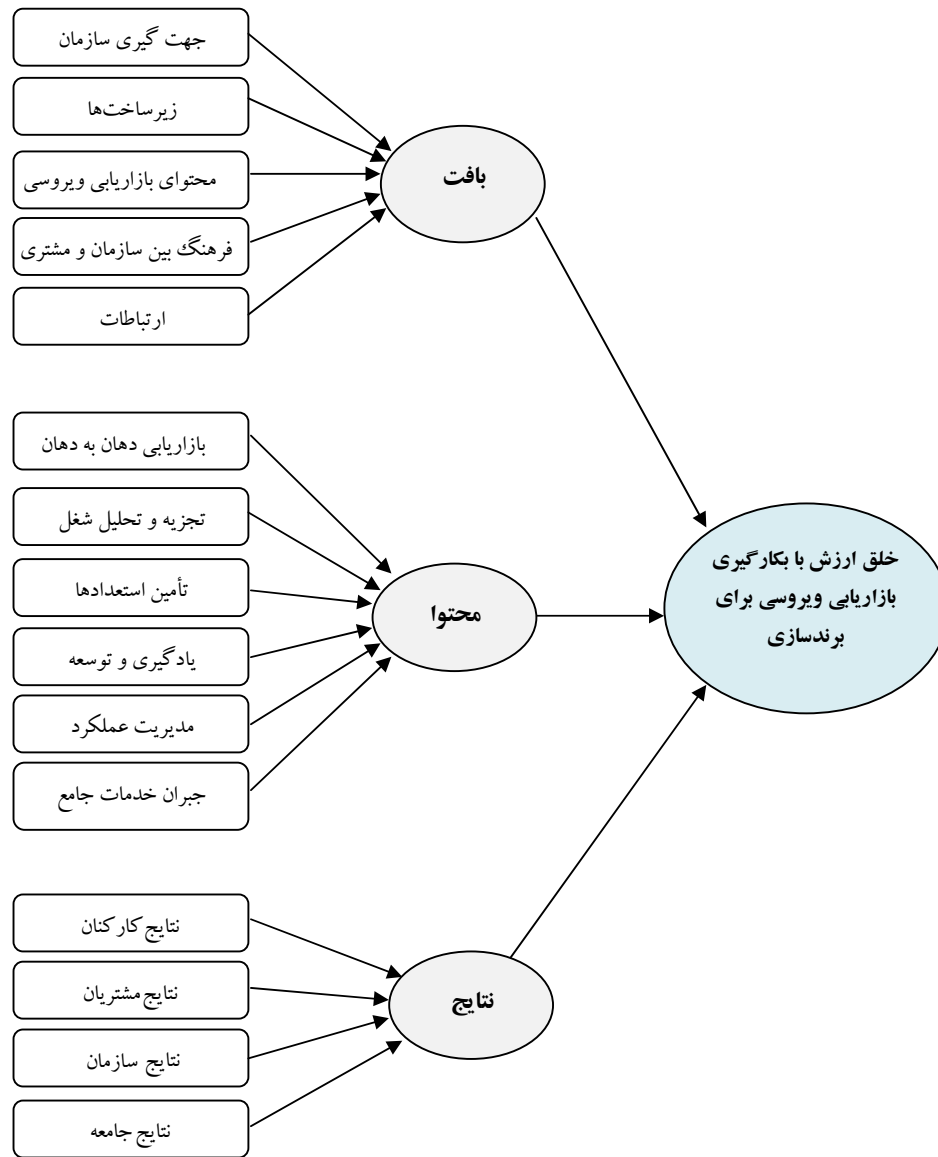 جهت گیری سازمان
زیرساخت‌ها
محتوای بازاریابی ویروسی
فرهنگ بین سازمان و مشتری
ارتباطات
بافت
بازاریابی دهان به دهان
تجزیه و تحلیل شغل
تأمین استعدادها
یادگیری و توسعه
مدیریت عملکرد
جبران خدمات جامع
محتوا
نتایج کارکنان
نتایج مشتریان
نتایج سازمان
نتایج جامعه
نتایج
خلق ارزش با بکارگیری
بازاریابی ویروسی برای
برندسازی